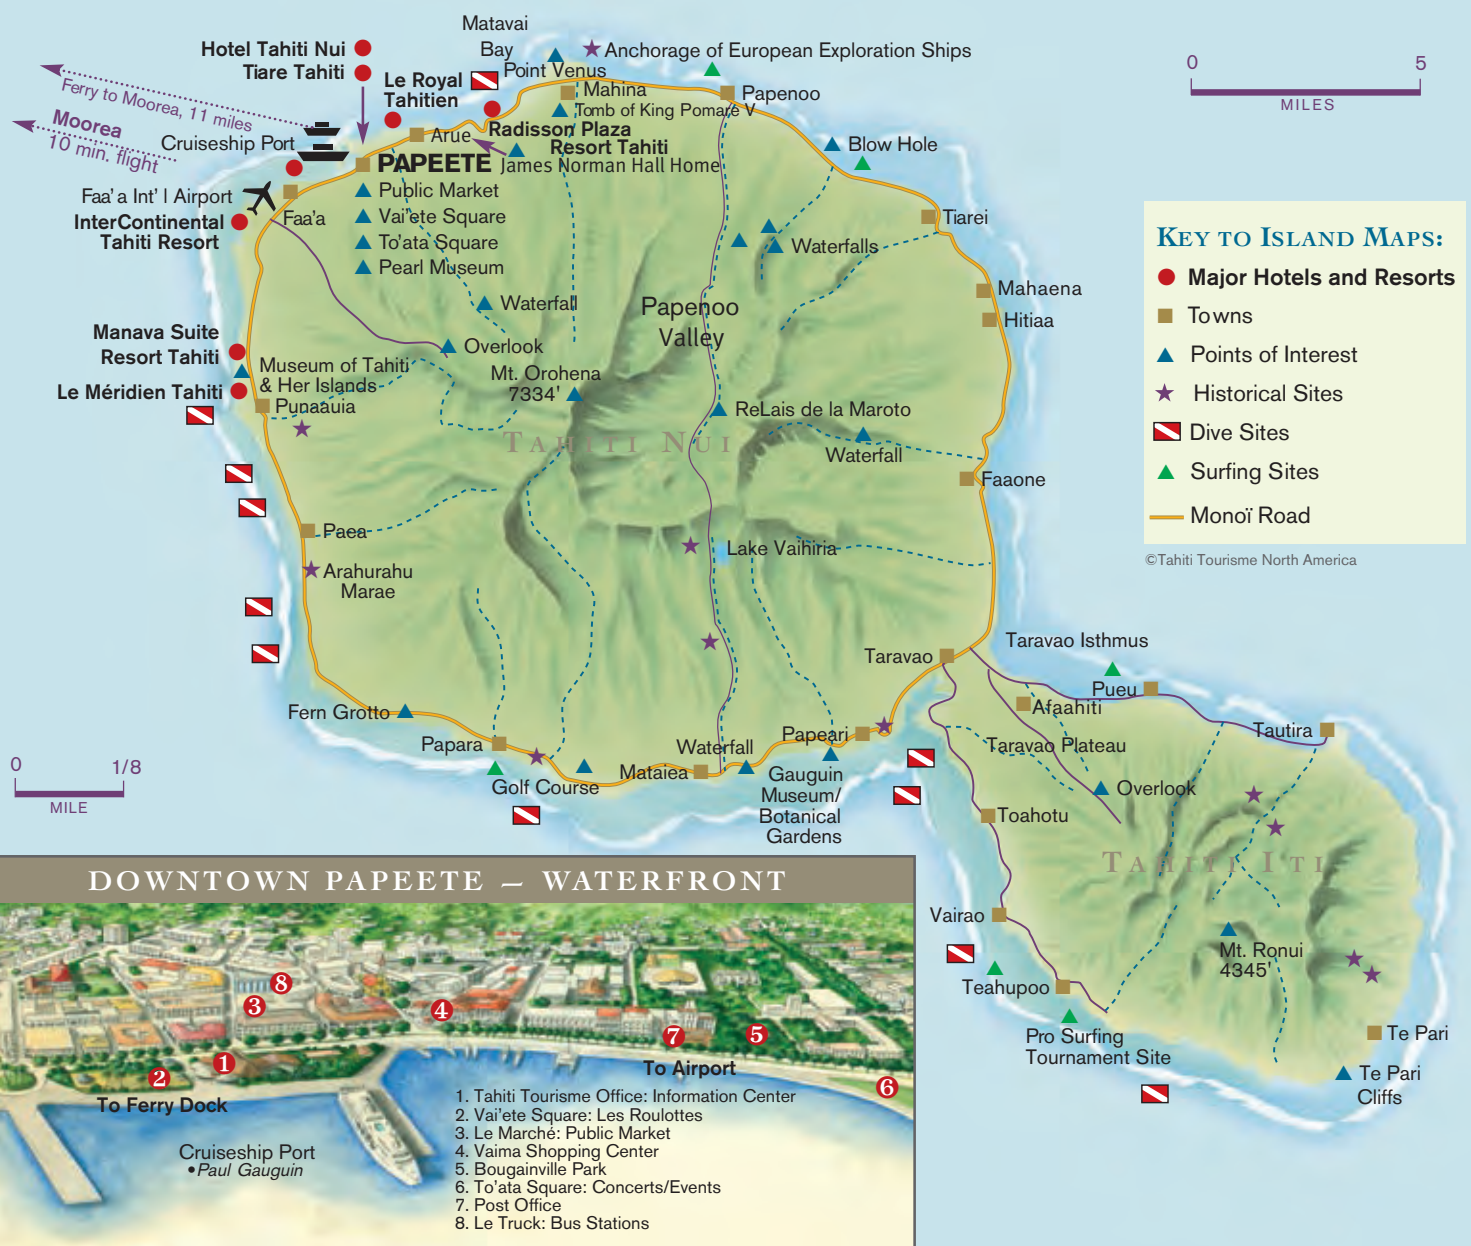 Matavai
Bay
Point Venus
Anchorage of European Exploration Ships
Hotel Tahiti Nui
Tiare Tahiti
Le Royal
Tahitien
Ferry to Moorea, 11 miles
Moorea
10 min. flight
Cruiseship Port
Mahina
Tomb of King Pomare V
Papenoo
0
5
MILES
Arue
Radisson Plaza
Resort Tahiti
PAPEETE
James Norman Hall Home
Blow Hole
Faa'a Int'l Airport
Faa'a
Public Market
Vai'ete Square
To'ata Square
Pearl Museum
InterContinental
Tahiti Resort
Tiarei
Waterfalls
Mahaena
Hitiaa
Waterfall
Papenoo
Valley
Overlook
Manava Suite
Resort Tahiti
Museum of Tahiti
& Her Islands
Le Méridien Tahiti
Punaauia
Mt. Orohena
7334'
ReLais de la Maroto
TAHITI NUI
Waterfall
Faaone
Paea
Lake Vaihiria
Arahurahu
Marae
KEY TO ISLAND MAPS:
Major Hotels and Resorts
Towns
Points of Interest
Historical Sites
Dive Sites
Surfing Sites
Monoï Road
©Tahiti Tourisme North America
Taravao
Taravao Isthmus
Pueu
Afaahiti
Tautira
Fern Grotto
Papara
Golf Course
Mataiea
Waterfall
Papeari
Gauguin
Museum/
Botanical
Gardens
Taravao Plateau
Overlook
Toahotu
TAHITI ITI
Vairao
Mt. Ronui
4345'
Teahupoo
Pro Surfing
Tournament Site
Te Pari
Te Pari
Cliffs
0
1/8
MILE
DOWNTOWN PAPEETE – WATERFRONT
8
3
4
7
5
1
2
6
To Airport
To Ferry Dock
Cruiseship Port
•Paul Gauguin
1. Tahiti Tourisme Office: Information Center
2. Vai'ete Square: Les Roulottes
3. Le Marché: Public Market
4. Vaima Shopping Center
5. Bougainville Park
6. To'ata Square: Concerts/Events
7. Post Office
8. Le Truck: Bus Stations